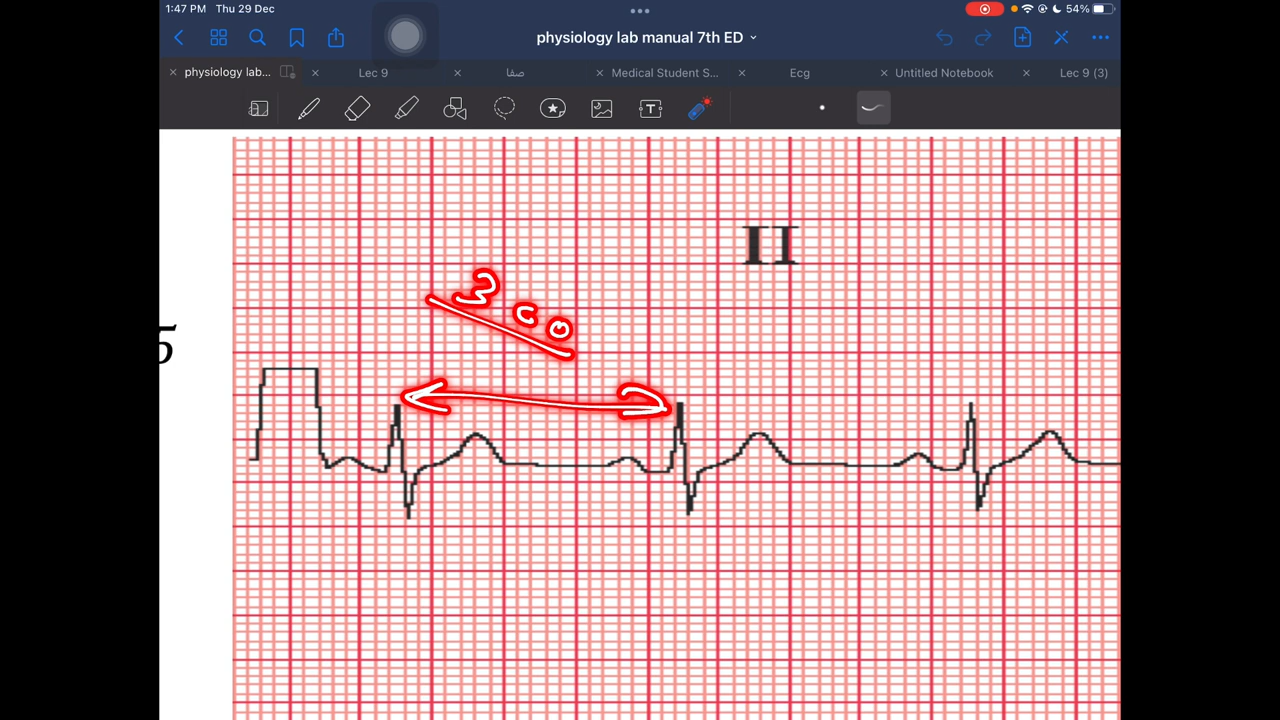 1:47 PM Thu 29 Dec
54%
physiology lab manual 7th ED
physiology lab...
Lec 9
صفا
Medical Student S...
Ecg
Untitled Notebook
Lec 9 (3)
II
300
5